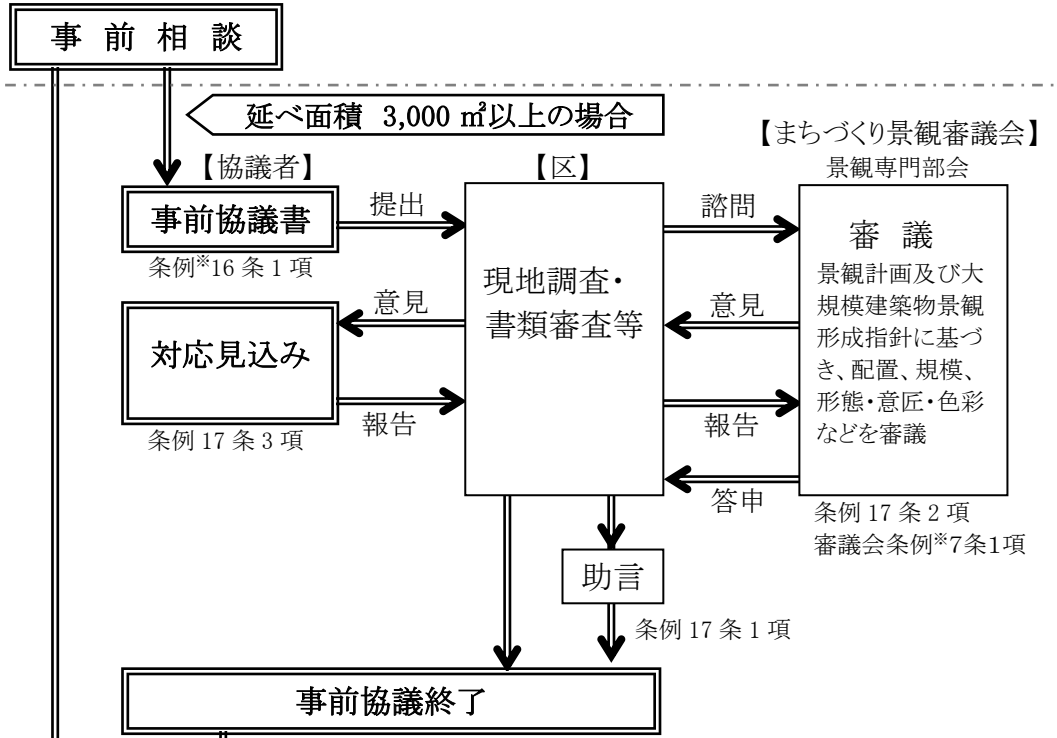 事前相談
延べ面積 3,000 ㎡以上の場合
【協議者】
【区】
【まちづくり景観審議会】
景観専門部会
事前協議書
条例※16条1項
提出
現地調査・
書類審査等
諮問
審議
景観計画及び大
規模建築物景観
形成指針に基づ
き、配置、規模、
形態・意匠・色彩
などを審議
意見
意見
対応見込み
条例17条3項
報告
報告
答申
条例17条2項
審議会条例※7条1項
助言
条例17条1項
事前協議終了